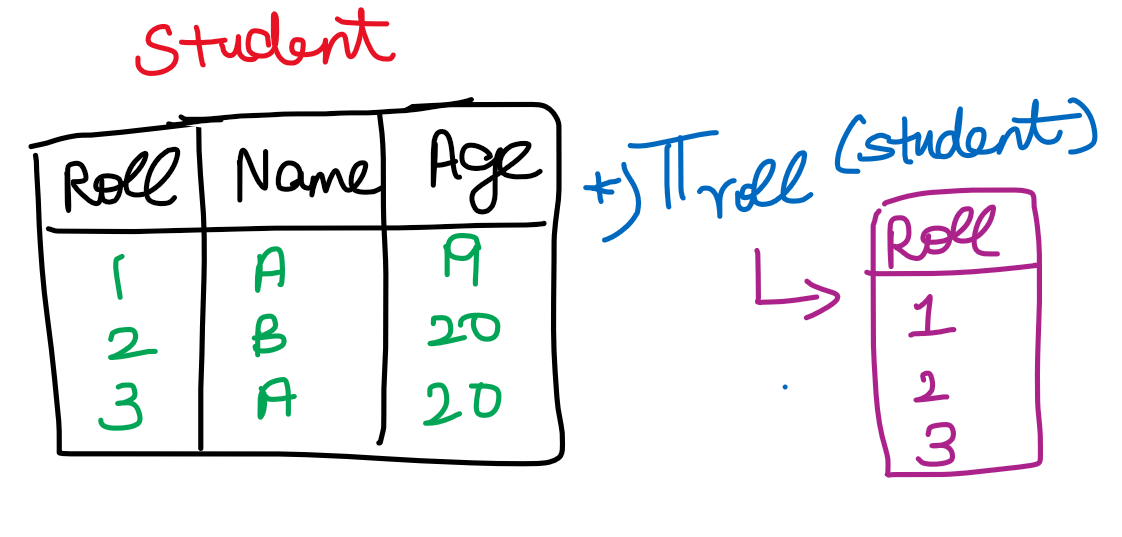 Student
Roll Name Age
1 A 19
2 B 20
3 A 20
*) π roll (student)
Roll
1
2
3